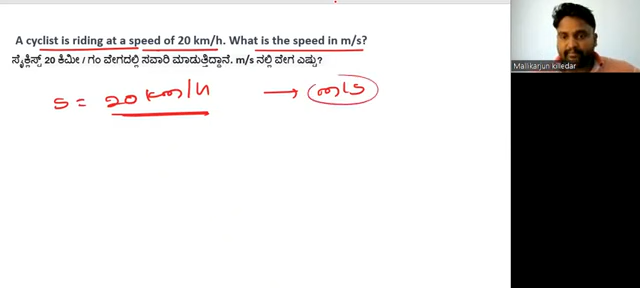 A cyclist is riding at a speed of 20 km/h. What is the speed in m/s?
ಸೈಕ್ಲಿಸ್ಟ್ 20 ಕಿಮೀ / ಗಂ ವೇಗದಲ್ಲಿ ಸವಾರಿ ಮಾಡುತ್ತಿದ್ದಾನೆ. m/s ನಲ್ಲಿ ವೇಗ ಎಷ್ಟು?
s = 20 km/h → m/s
Mallikarjun killedar